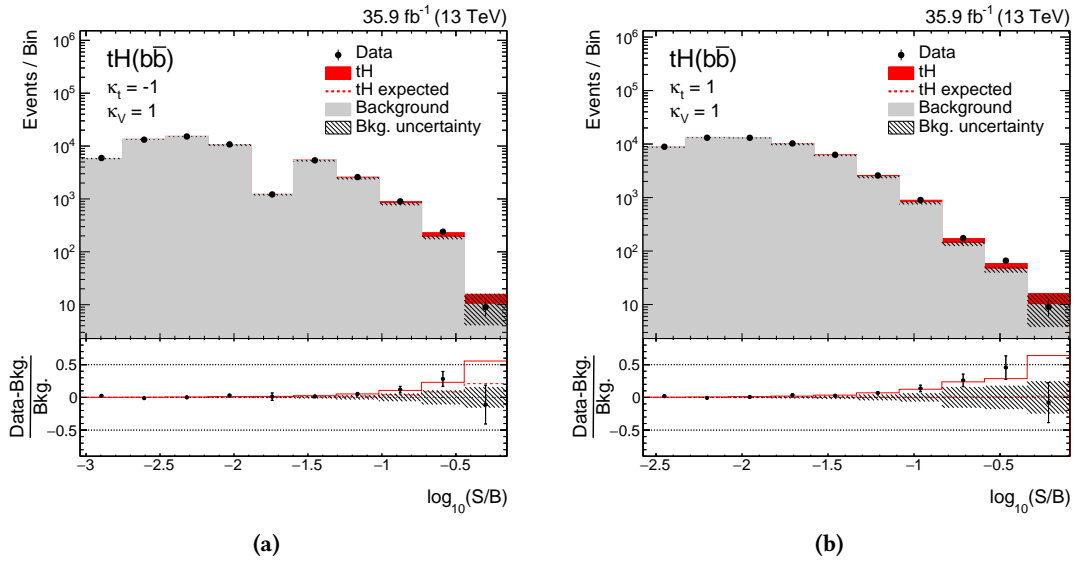 35.9 fb⁻¹ (13 TeV)
Events / Bin
10⁶
10⁵
10⁴
10³
10²
10
tH(bb̅)
κt = -1
κV = 1
Data
tH
tH expected
Background
Bkg. uncertainty
Data-Bkg.
Bkg.
0.5
0
−0.5
−3 −2.5 −2 −1.5 −1 −0.5
log₁₀(S/B)
(a)
35.9 fb⁻¹ (13 TeV)
Events / Bin
10⁶
10⁵
10⁴
10³
10²
10
tH(bb̅)
κt = 1
κV = 1
Data
tH
tH expected
Background
Bkg. uncertainty
Data-Bkg.
Bkg.
0.5
0
−0.5
−2.5 −2 −1.5 −1 −0.5
log₁₀(S/B)
(b)